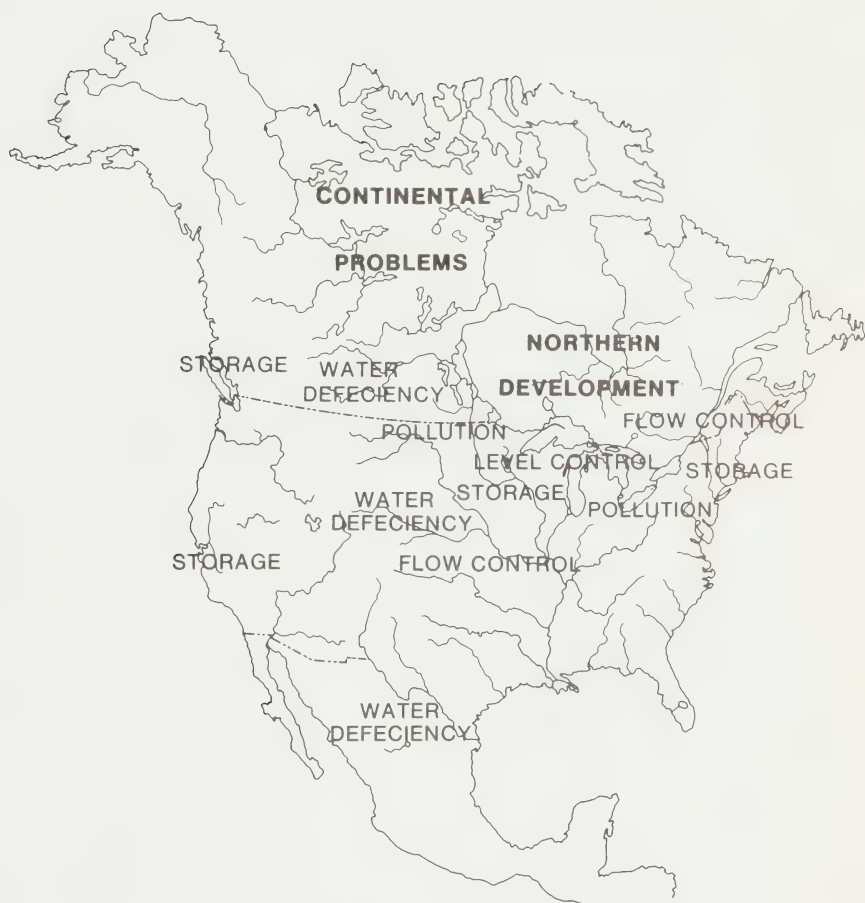 CONTINENTAL
PROBLEMS
NORTHERN
DEVELOPMENT
STORAGE
WATER
DEFECIENCY
FLOW CONTROL
POLLUTION
LEVEL CONTROL
STORAGE
STORAGE
WATER
DEFECIENCY
POLLUTION
STORAGE
FLOW CONTROL
WATER
DEFECIENCY